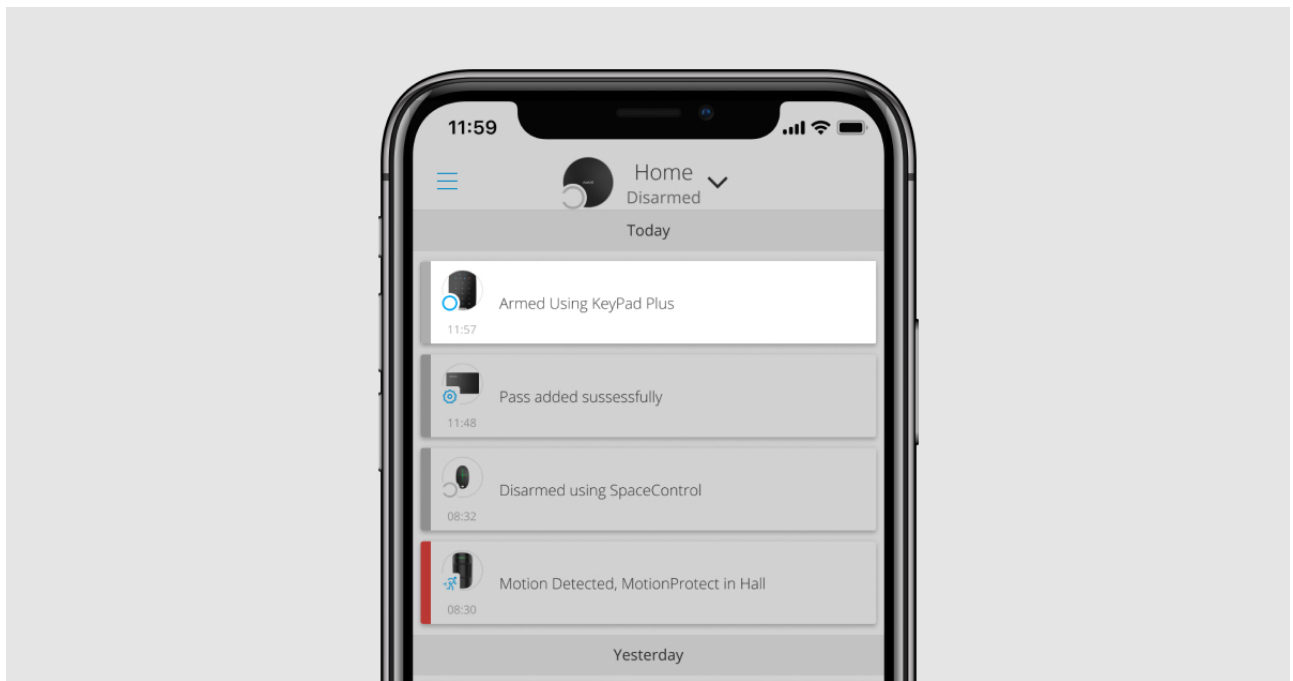 11:59
Home
Disarmed
Today
Armed Using KeyPad Plus
11:57
Pass added sussessfully
11:48
Disarmed using SpaceControl
08:32
Motion Detected, MotionProtect in Hall
08:30
Yesterday